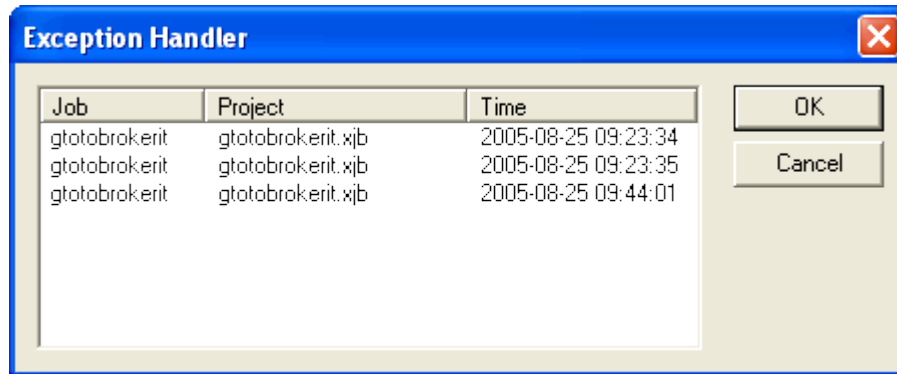 Exception Handler
Job Project Time OK
gtotobrokerit gtotobrokerit.xjb 2005-08-25 09:23:34
gtotobrokerit gtotobrokerit.xjb 2005-08-25 09:23:35 Cancel
gtotobrokerit gtotobrokerit.xjb 2005-08-25 09:44:01